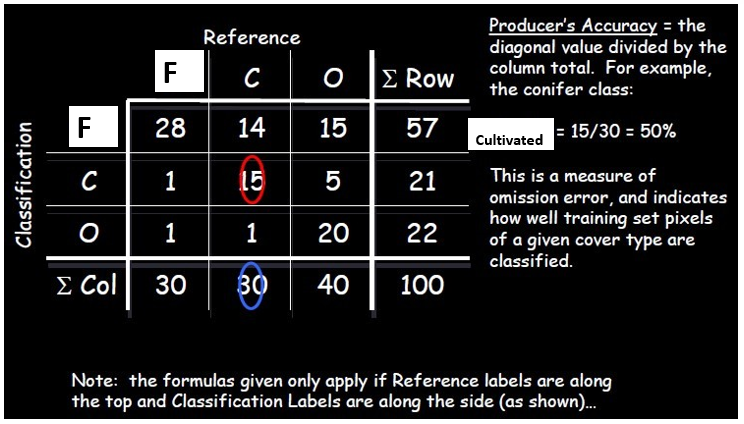 Reference
F C O Σ Row
Classification
F 28 14 15 57
C 1 15 5 21
O 1 1 20 22
Σ Col 30 30 40 100
Producer's Accuracy = the
diagonal value divided by the
column total. For example,
the conifer class:
Cultivated = 15/30 = 50%
This is a measure of
omission error, and indicates
how well training set pixels
of a given cover type are
classified.
Note: the formulas given only apply if Reference labels are along
the top and Classification Labels are along the side (as shown)…